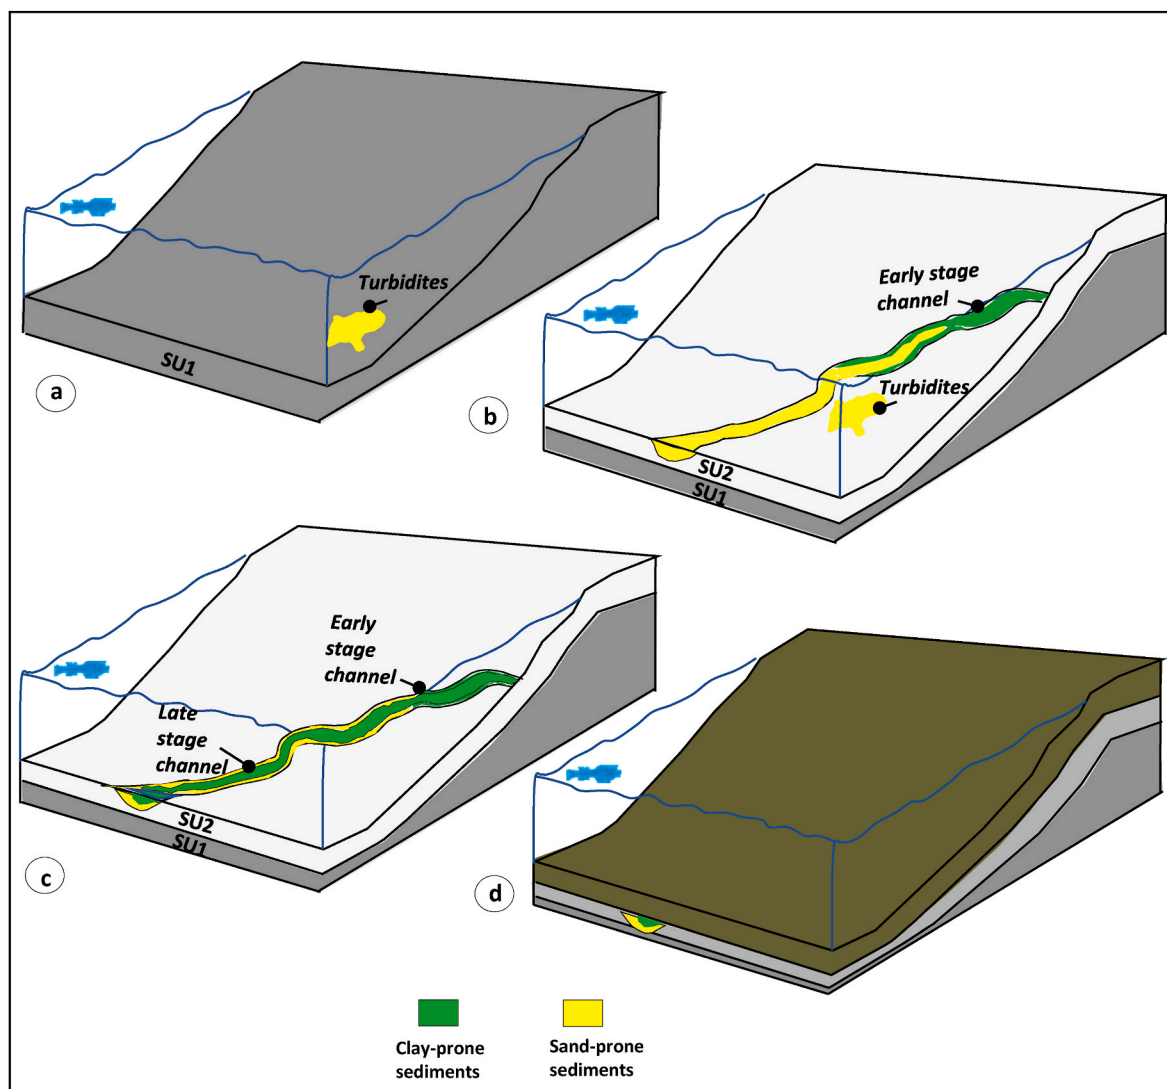 Turbidites
SU1
a
Early stage
channel
Turbidites
SU2
SU1
b
Early
stage
channel
Late
stage
channel
SU2
SU1
c
d
Clay-prone
sediments
Sand-prone
sediments